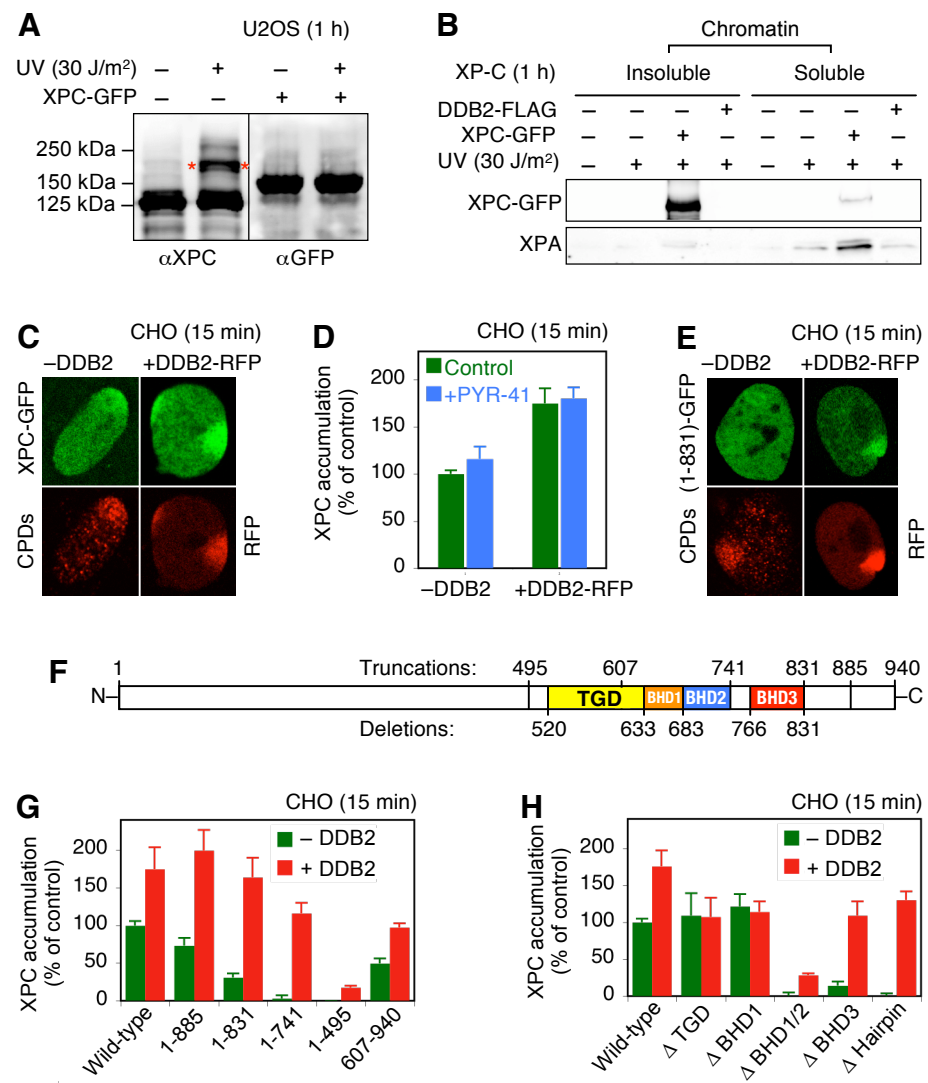 A
U2OS (1 h)
UV (30 J/m²) – + – +
XPC-GFP – – + +
250 kDa
150 kDa
125 kDa
* *
αXPC αGFP
B
Chromatin
XP-C (1 h) Insoluble Soluble
DDB2-FLAG – – – + – – – +
XPC-GFP – – + – – – + –
UV (30 J/m²) – + + + – + + +
XPC-GFP
XPA
C
CHO (15 min)
–DDB2 +DDB2-RFP
XPC-GFP
CPDs
RFP
D
CHO (15 min)
XPC accumulation
(% of control)
200
150
100
50
0
Control
+PYR-41
–DDB2 +DDB2-RFP
E
CHO (15 min)
–DDB2 +DDB2-RFP
(1-831)-GFP
CPDs
RFP
F
1 Truncations: 495 607 741 831 885 940
N– TGD BHD1 BHD2 BHD3 –C
Deletions: 520 633 683 766 831
G
CHO (15 min)
XPC accumulation
(% of control)
200
150
100
50
0
– DDB2
+ DDB2
Wild-type 1-885 1-831 1-741 1-495 607-940
H
CHO (15 min)
XPC accumulation
(% of control)
200
150
100
50
0
– DDB2
+ DDB2
Wild-type Δ TGD Δ BHD1 Δ BHD1/2 Δ BHD3 Δ Hairpin